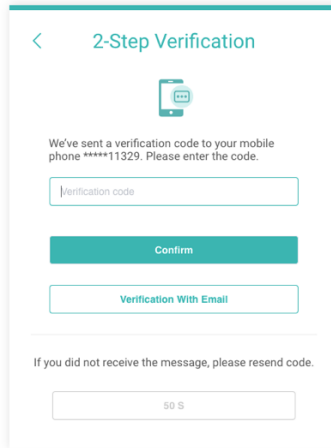 2-Step Verification
We've sent a verification code to your mobile
phone *****11329. Please enter the code.
Verification code
Confirm
Verification With Email
If you did not receive the message, please resend code.
50 S